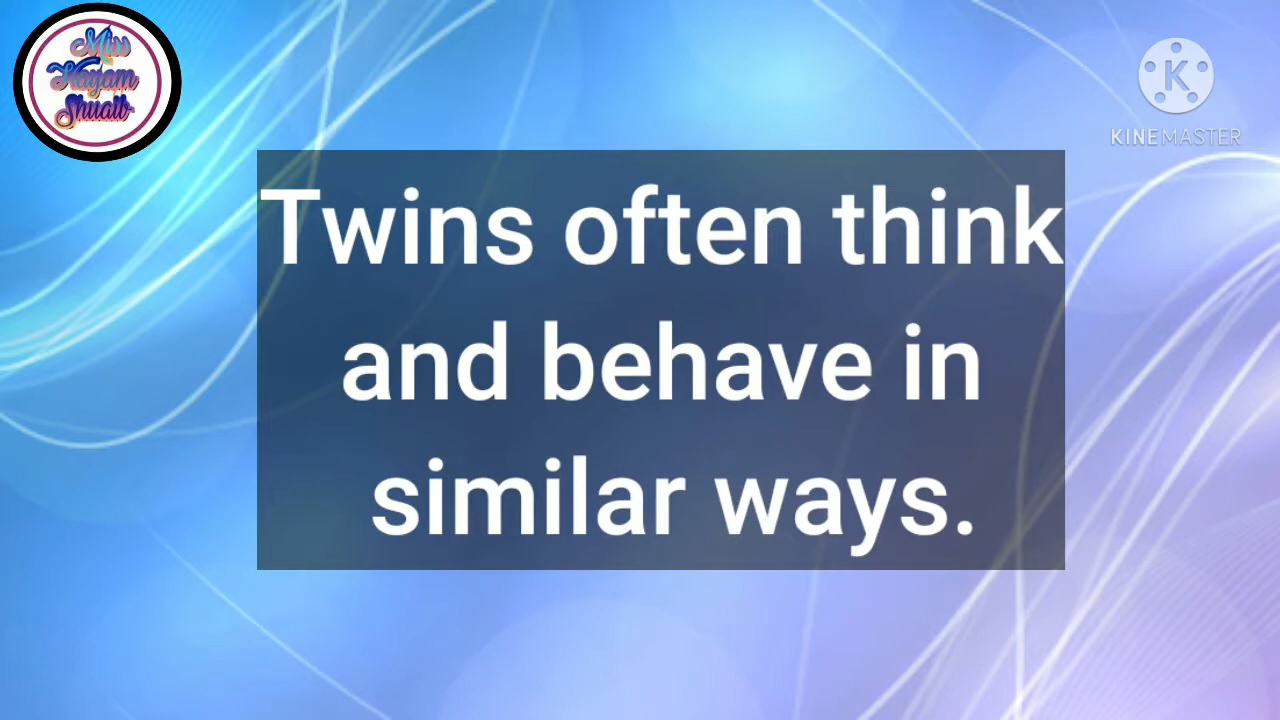 Miss
Kayam
Shuaib
KINEMASTER
Twins often think
and behave in
similar ways.